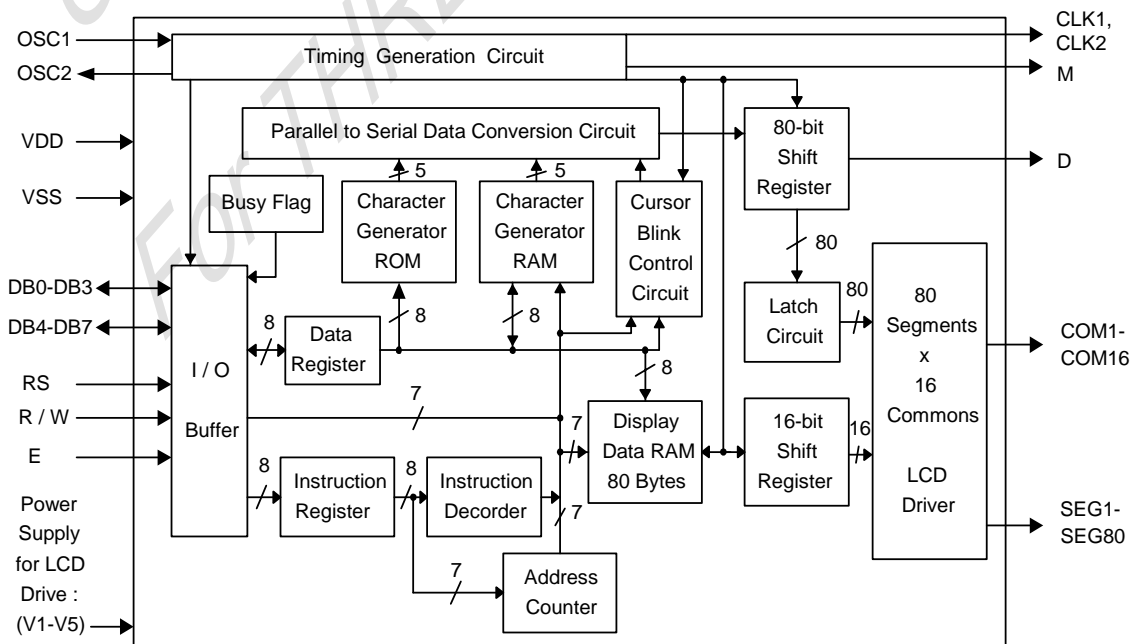 OSC1
OSC2
VDD
VSS
DB0-DB3
DB4-DB7
RS
R / W
E
Power
Supply
for LCD
Drive :
(V1-V5)
Timing Generation Circuit
CLK1,
CLK2
M
Parallel to Serial Data Conversion Circuit
80-bit
Shift
Register
D
5
5
Busy Flag
Character
Generator
ROM
Character
Generator
RAM
Cursor
Blink
Control
Circuit
80
8
8
8
Data
Register
I / O
Buffer
Latch
Circuit
80
80
Segments
x
16
Commons
LCD
Driver
COM1-
COM16
8
7
7
Display
Data RAM
80 Bytes
16-bit
Shift
Register
16
8
Instruction
Register
8
Instruction
Decorder
7
SEG1-
SEG80
7
Address
Counter
For THR